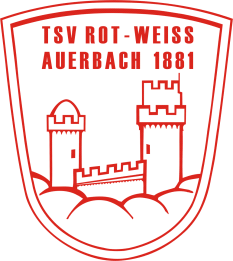 TSV ROT-WEISS
AUERBACH 1881